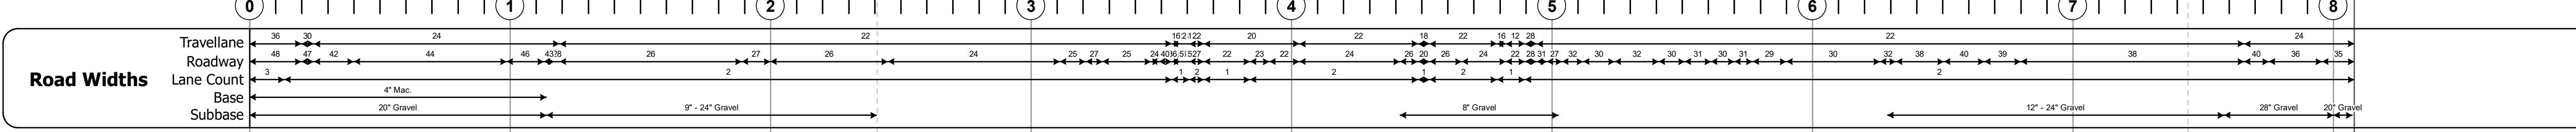 0 1 2 3 4 5 6 7 8
Road Widths
Travellane 36 30 24 22 16 22 20 22 18 22 16 12 28 22 24
Roadway 48 47 42 44 46 43 26 27 26 24 25 27 25 24 40 27 22 23 22 24 26 20 26 24 22 28 31 27 32 30 32 30 31 30 31 29 30 32 38 40 39 38 40 36 35
Lane Count 3 2 1 2 1 2 1 2 1 2
Base 4" Mac.
Subbase 20" Gravel 9" - 24" Gravel 8" Gravel 12" - 24" Gravel 28" Gravel 20" Gravel